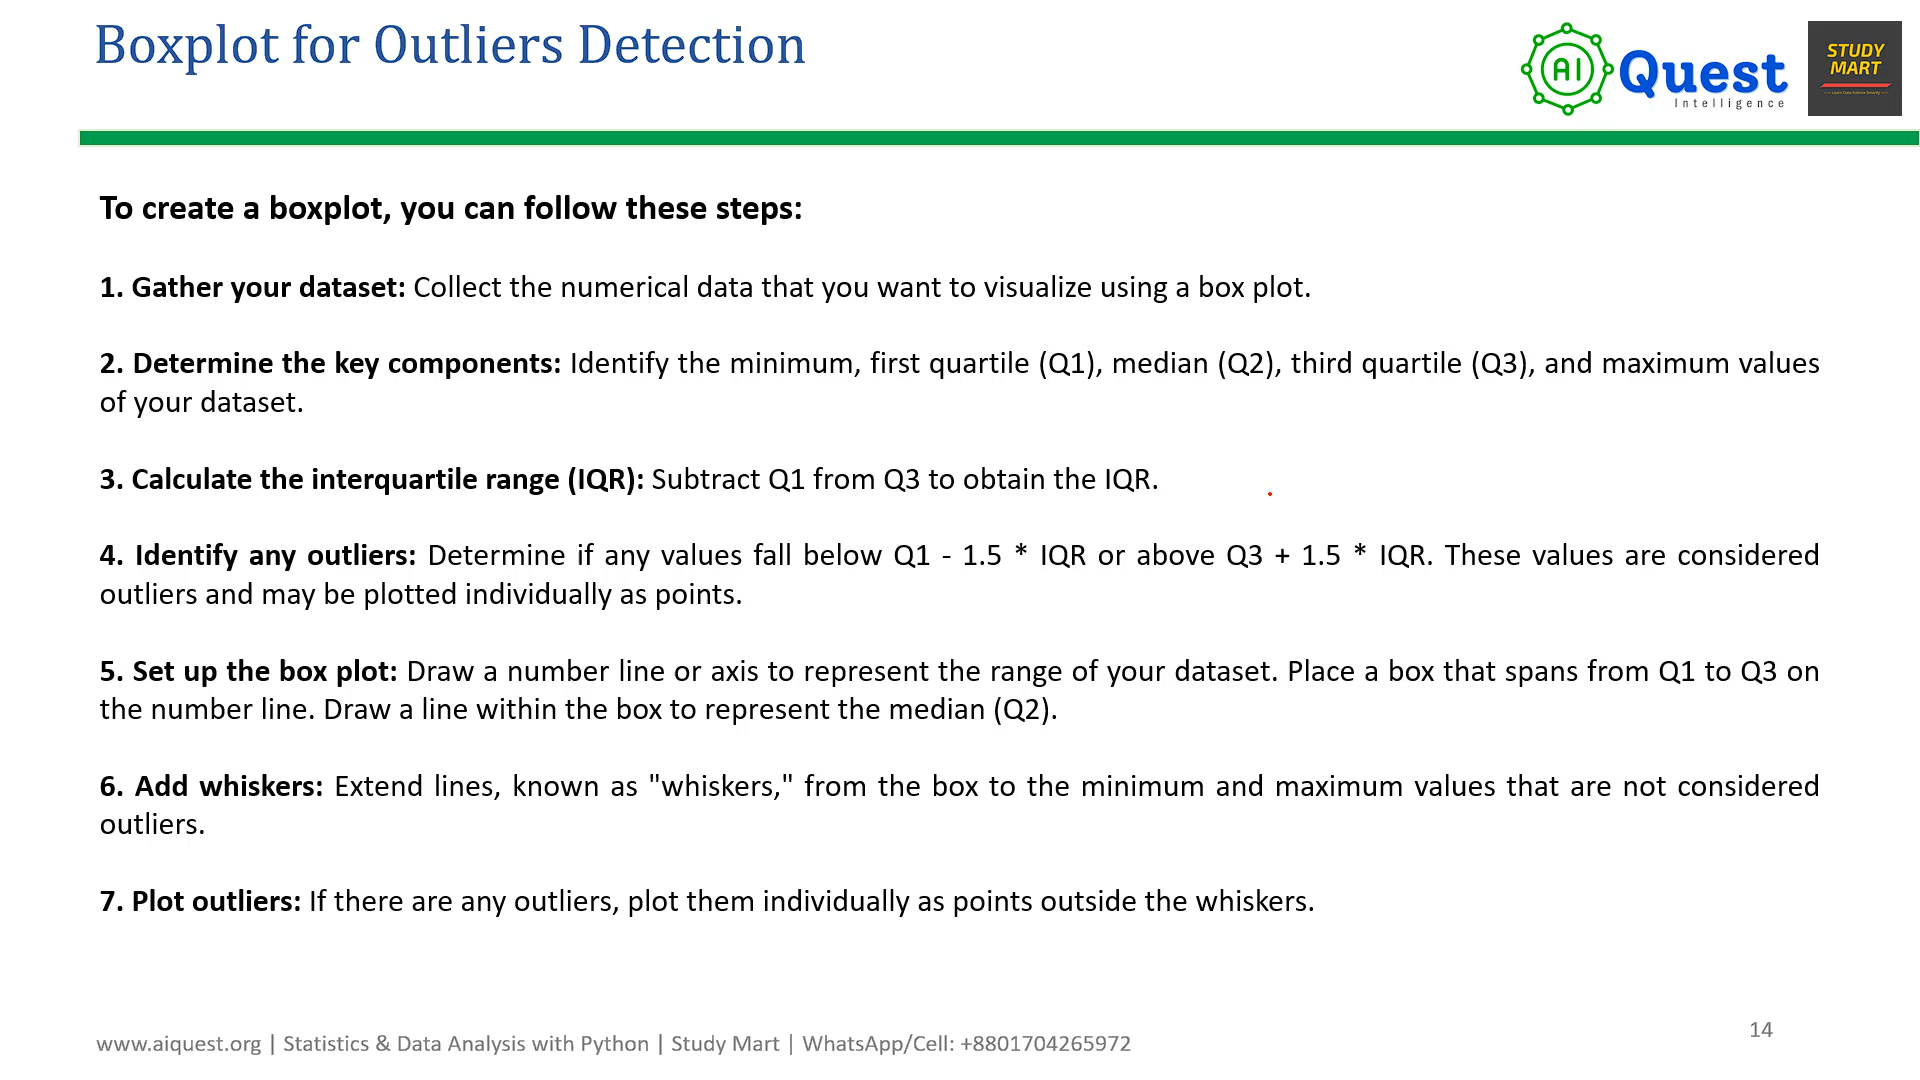 Boxplot for Outliers Detection
AI Quest
Intelligence
STUDY
MART
To create a boxplot, you can follow these steps:
1. Gather your dataset: Collect the numerical data that you want to visualize using a box plot.
2. Determine the key components: Identify the minimum, first quartile (Q1), median (Q2), third quartile (Q3), and maximum values
of your dataset.
3. Calculate the interquartile range (IQR): Subtract Q1 from Q3 to obtain the IQR.
4. Identify any outliers: Determine if any values fall below Q1 - 1.5 * IQR or above Q3 + 1.5 * IQR. These values are considered
outliers and may be plotted individually as points.
5. Set up the box plot: Draw a number line or axis to represent the range of your dataset. Place a box that spans from Q1 to Q3 on
the number line. Draw a line within the box to represent the median (Q2).
6. Add whiskers: Extend lines, known as "whiskers," from the box to the minimum and maximum values that are not considered
outliers.
7. Plot outliers: If there are any outliers, plot them individually as points outside the whiskers.
www.aiquest.org | Statistics & Data Analysis with Python | Study Mart | WhatsApp/Cell: +8801704265972
14